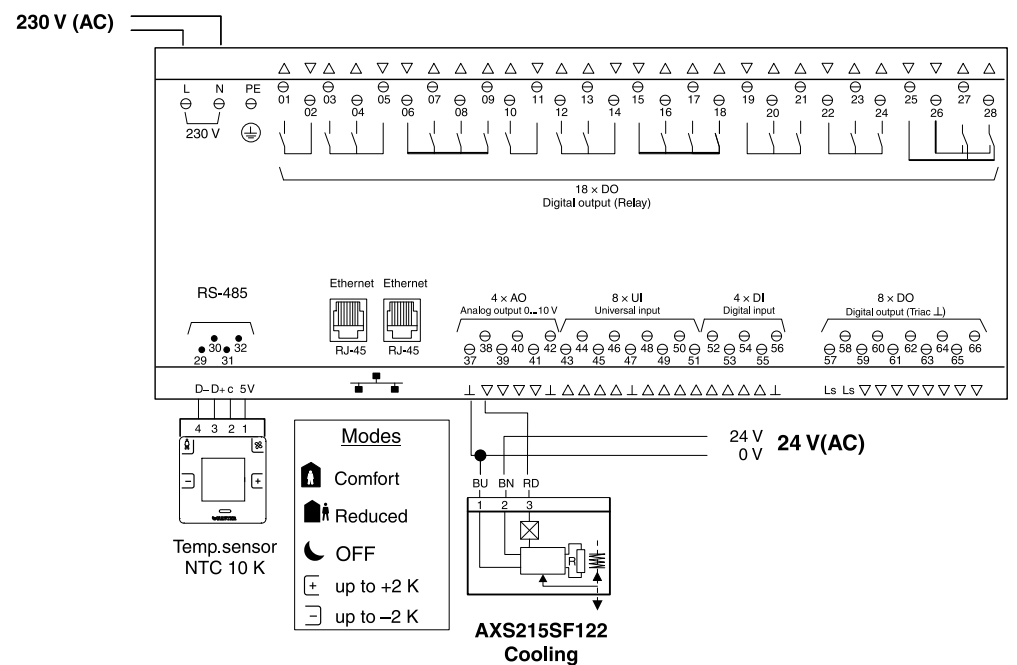 230 V (AC)
L N PE
230 V
01 02 03 04 05 06 07 08 09 10 11 12 13 14 15 16 17 18 19 20 21 22 23 24 25 26 27 28
18 × DO
Digital output (Relay)
RS-485
29 30 31 32
Ethernet Ethernet
RJ-45 RJ-45
4 × AO
Analog output 0...10 V
8 × UI
Universal input
4 × DI
Digital input
8 × DO
Digital output (Triac ⊥)
37 38 39 40 41 42 43 44 45 46 47 48 49 50 51 52 53 54 55 56 57 58 59 60 61 62 63 64 65 66
D– D+ c 5V
Ls Ls
4 3 2 1
Temp.sensor
NTC 10 K
Modes
Comfort
Reduced
OFF
+ up to +2 K
– up to –2 K
24 V
0 V
24 V(AC)
BU BN RD
1 2 3
R
AXS215SF122
Cooling